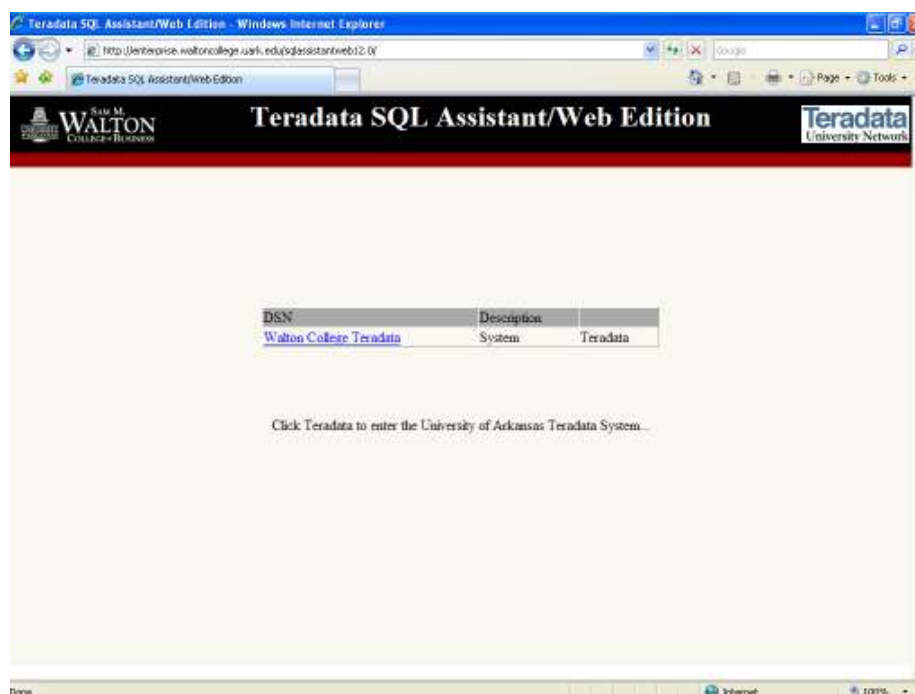 Teradata SQL Assistant/Web Edition - Windows Internet Explorer
http://enterprise.waltoncollege.uark.edu/sqlassistantweb12.0/
Google
Teradata SQL Assistant/Web Edition
Page
Tools
SAM M.
WALTON
COLLEGE of BUSINESS
Teradata SQL Assistant/Web Edition
Teradata
University Network
DSN Description
Walton College Teradata System Teradata
Click Teradata to enter the University of Arkansas Teradata System...
Done
Internet
100%